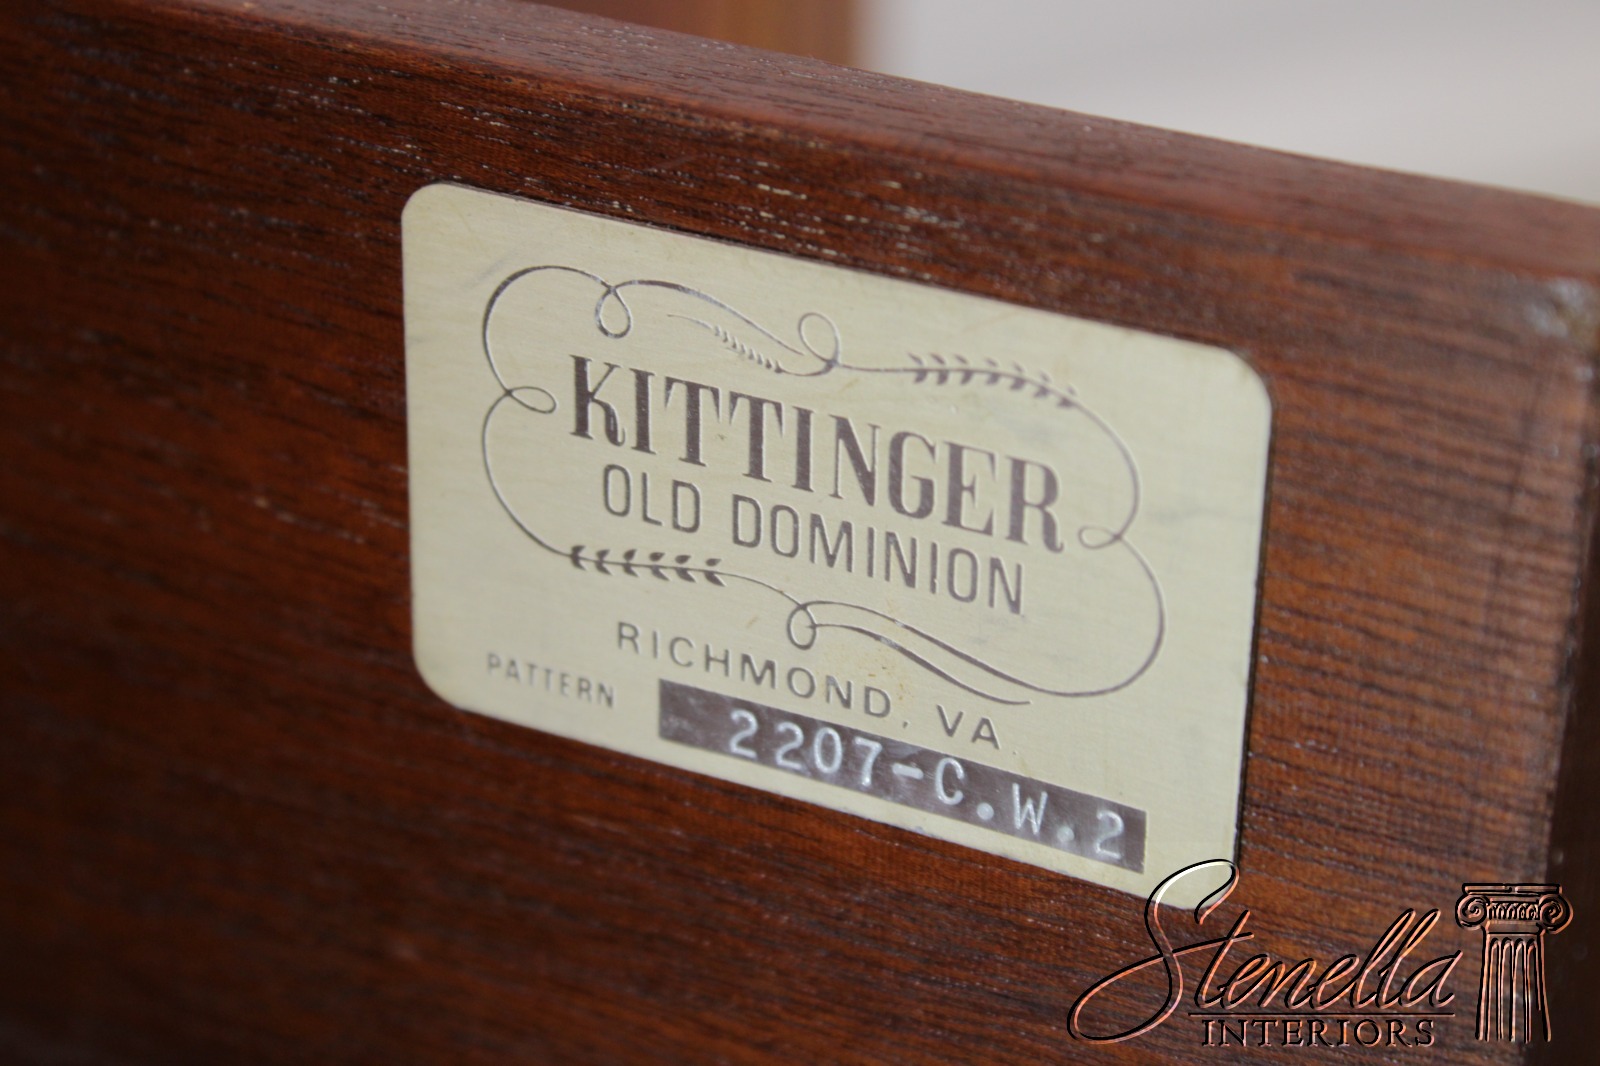 KITTINGER
OLD DOMINION
RICHMOND, VA.
PATTERN 2207-C.W.2
Stenella
INTERIORS